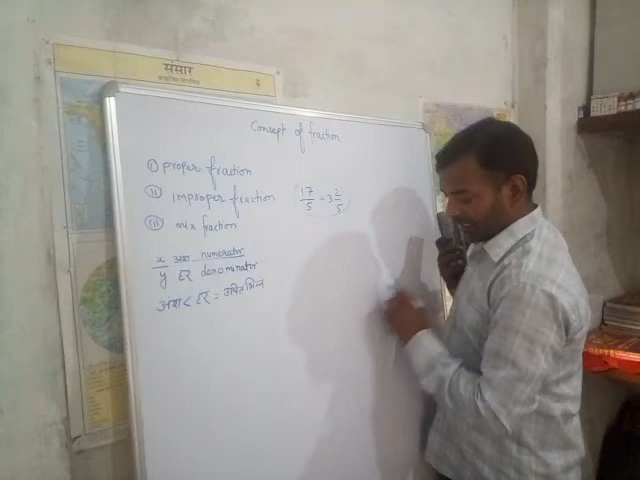 संसार
Consept of fraction
(i) proper fraction
(ii) improper fraction 17/5 = 3 2/5
(iii) mix fraction
x अंश numerator
y हर denominator
अंश < हर = उचित भिन्न